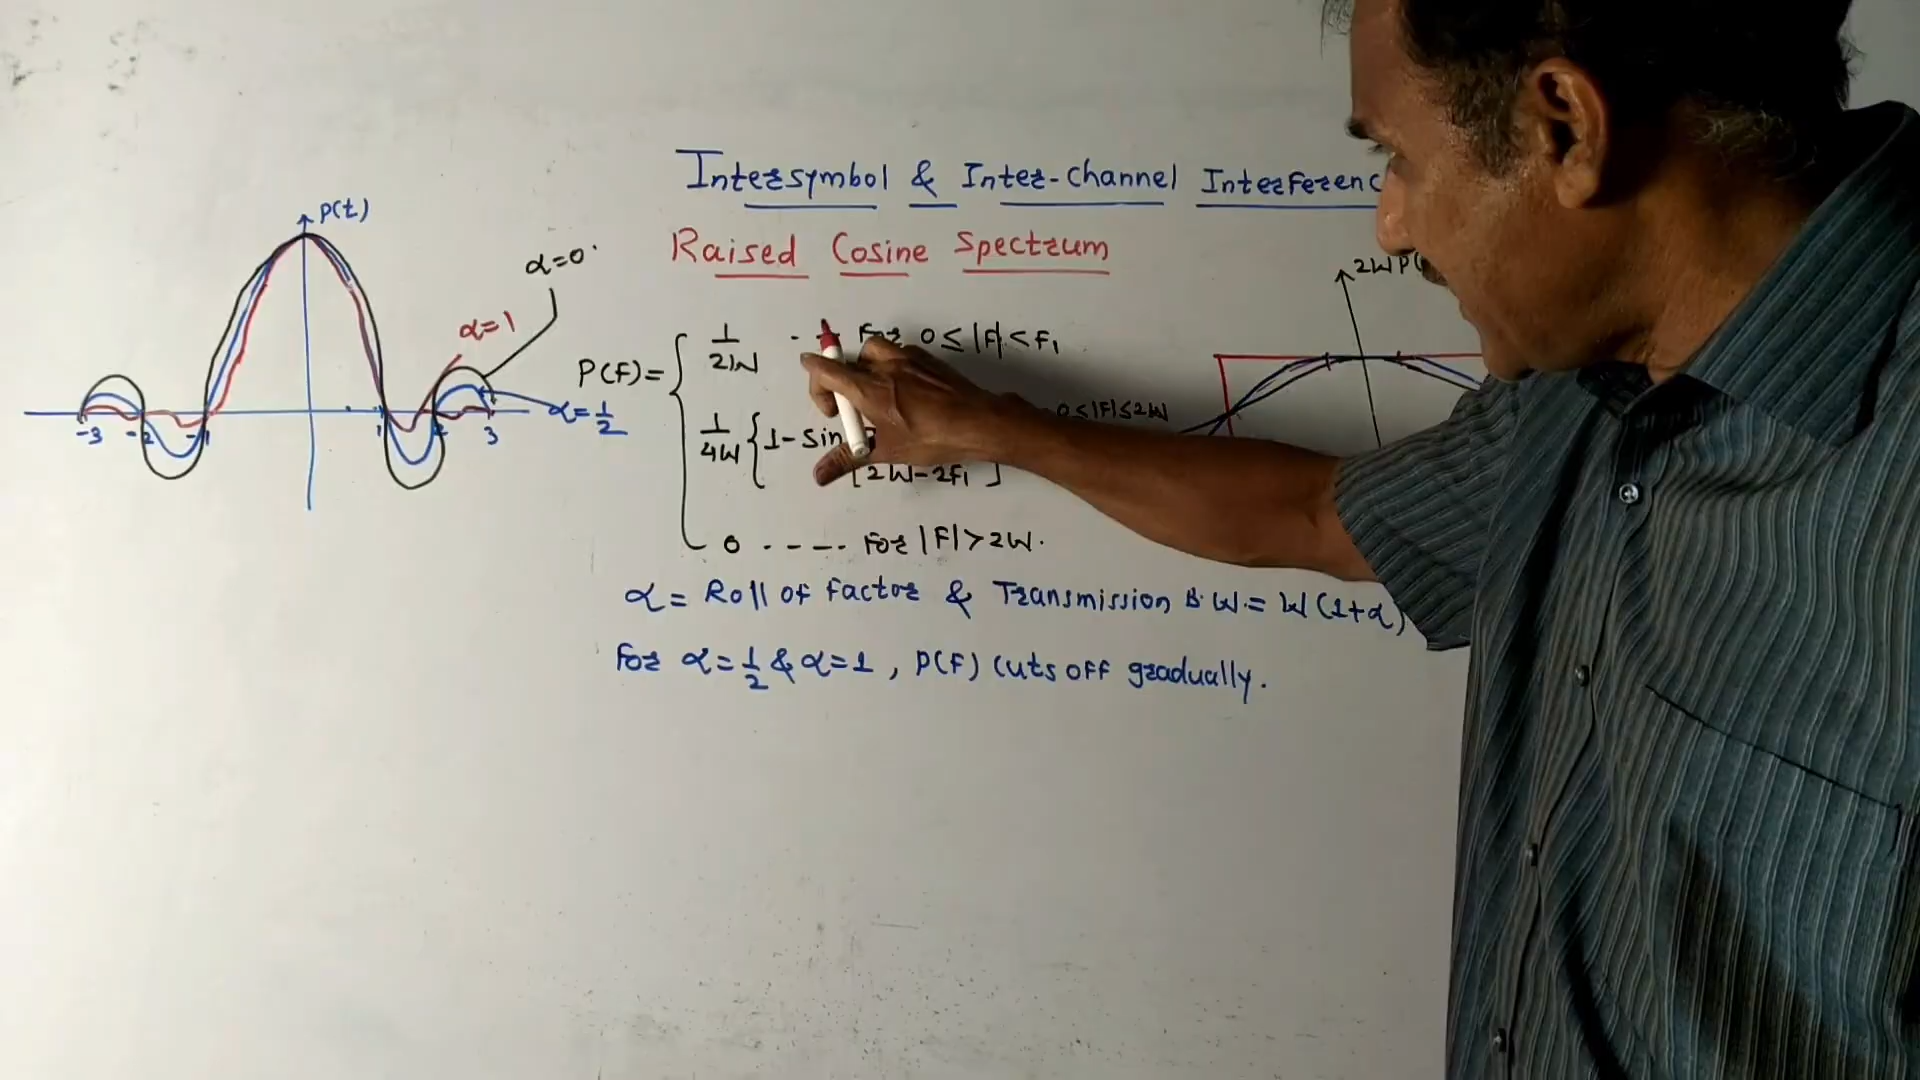 Intersymbol & Inter-Channel Interferenc
Raised Cosine Spectrum
P(t)
α=0
α=1
α=1/2
-3 -2 -1 1 2 3
2W P(
P(F)=
1/2W For 0≤|F|<F1
1/4W {1-Sin [2W-2F1] 0≤|F|≤2W
0 ---- For |F|>2W.
α= Roll of factor & Transmission B.W.= W(1+α)
For α=1/2 & α=1, P(F) cuts off gradually.